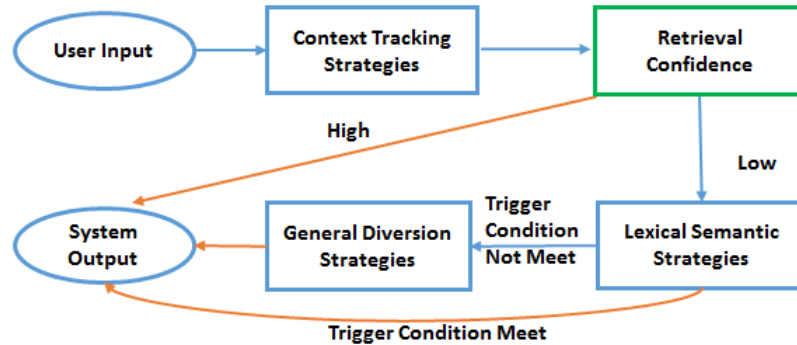 User Input
Context Tracking
Strategies
Retrieval
Confidence
High
Low
System
Output
General Diversion
Strategies
Trigger
Condition
Not Meet
Lexical Semantic
Strategies
Trigger Condition Meet